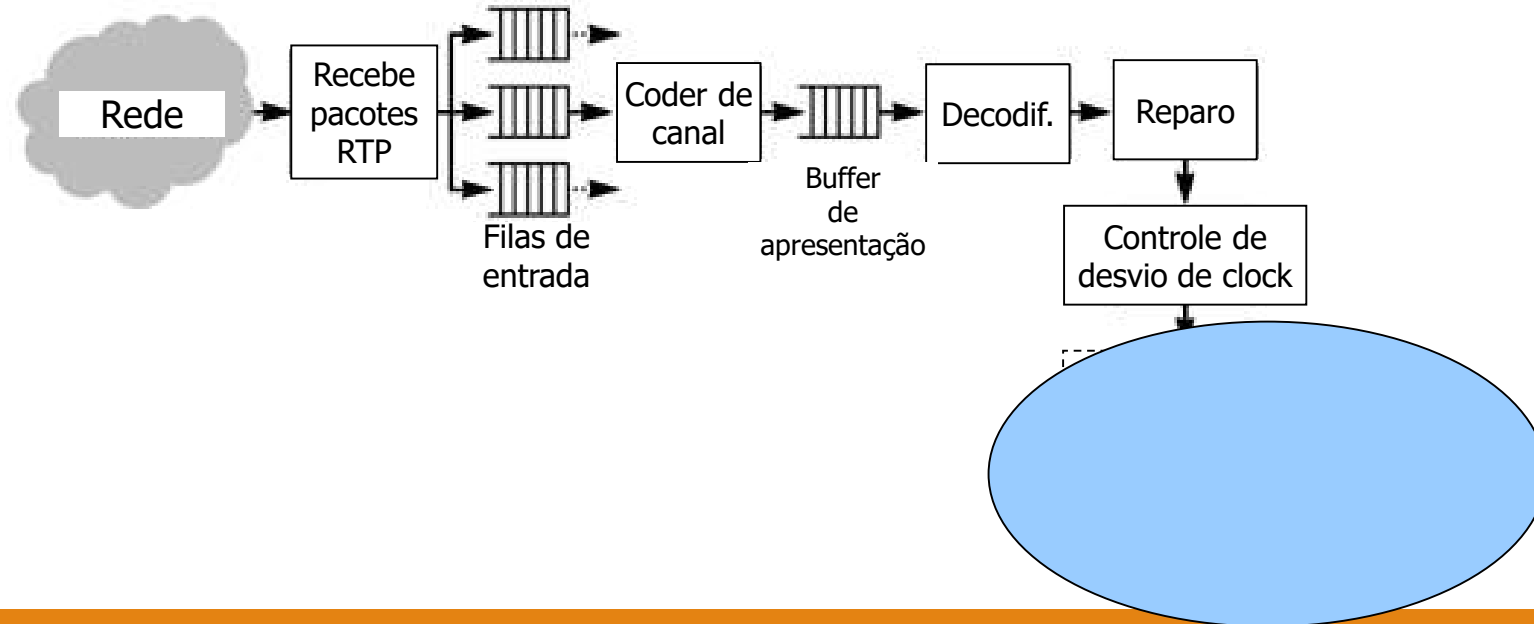 Rede
Recebe
pacotes
RTP
Filas de
entrada
Coder de
canal
Buffer
de
apresentação
Decodif.
Reparo
Controle de
desvio de clock